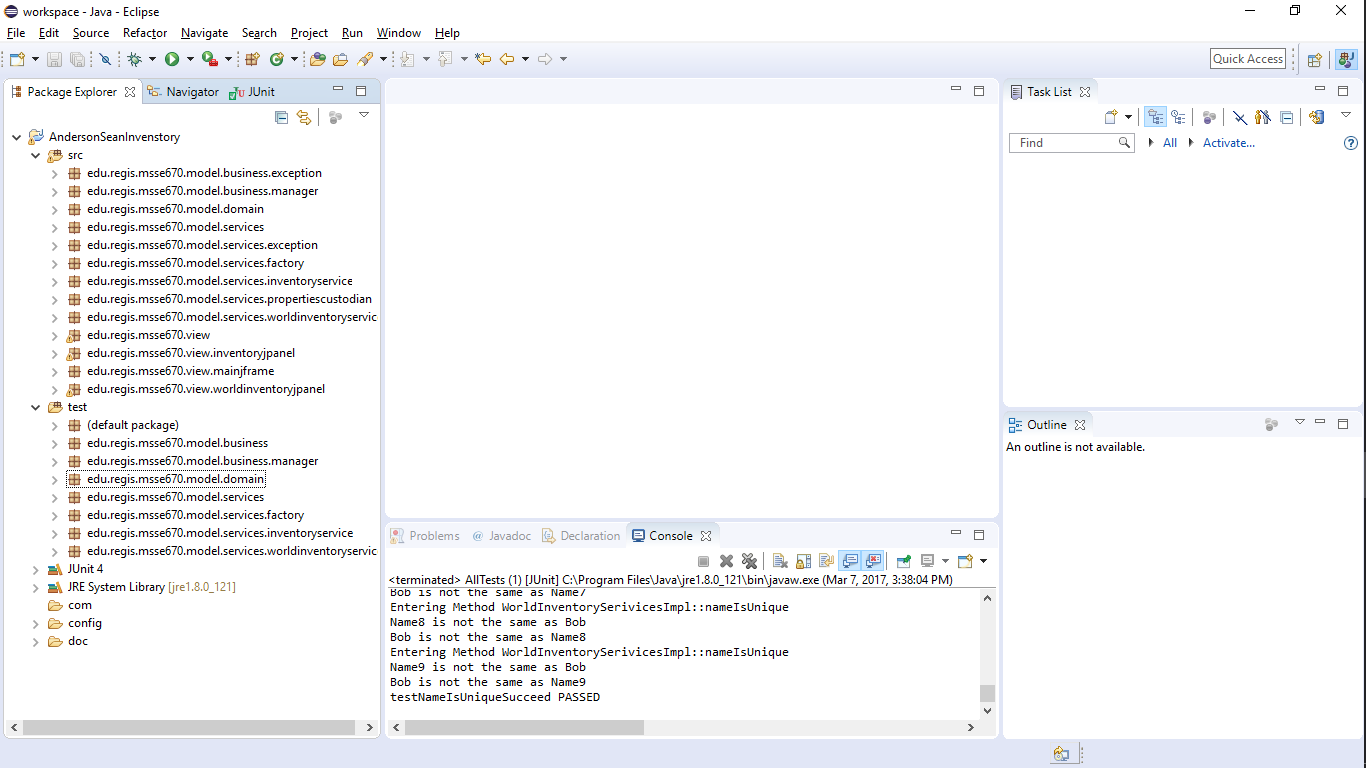 workspace - Java - Eclipse
File Edit Source Refactor Navigate Search Project Run Window Help
Quick Access
Package Explorer Navigator JUnit
AndersonSeanInvenstory
src
edu.regis.msse670.model.business.exception
edu.regis.msse670.model.business.manager
edu.regis.msse670.model.domain
edu.regis.msse670.model.services
edu.regis.msse670.model.services.exception
edu.regis.msse670.model.services.factory
edu.regis.msse670.model.services.inventoryservice
edu.regis.msse670.model.services.propertiescustodian
edu.regis.msse670.model.services.worldinventoryservic
edu.regis.msse670.view
edu.regis.msse670.view.inventoryjpanel
edu.regis.msse670.view.mainjframe
edu.regis.msse670.view.worldinventoryjpanel
test
(default package)
edu.regis.msse670.model.business
edu.regis.msse670.model.business.manager
edu.regis.msse670.model.domain
edu.regis.msse670.model.services
edu.regis.msse670.model.services.factory
edu.regis.msse670.model.services.inventoryservice
edu.regis.msse670.model.services.worldinventoryservic
JUnit 4
JRE System Library [jre1.8.0_121]
com
config
doc
Problems @ Javadoc Declaration Console
<terminated> AllTests (1) [JUnit] C:\Program Files\Java\jre1.8.0_121\bin\javaw.exe (Mar 7, 2017, 3:38:04 PM)
Bob is not the same as Name7
Entering Method WorldInventorySerivicesImpl::nameIsUnique
Name8 is not the same as Bob
Bob is not the same as Name8
Entering Method WorldInventorySerivicesImpl::nameIsUnique
Name9 is not the same as Bob
Bob is not the same as Name9
testNameIsUniqueSucceed PASSED
Task List
Find All Activate...
Outline
An outline is not available.